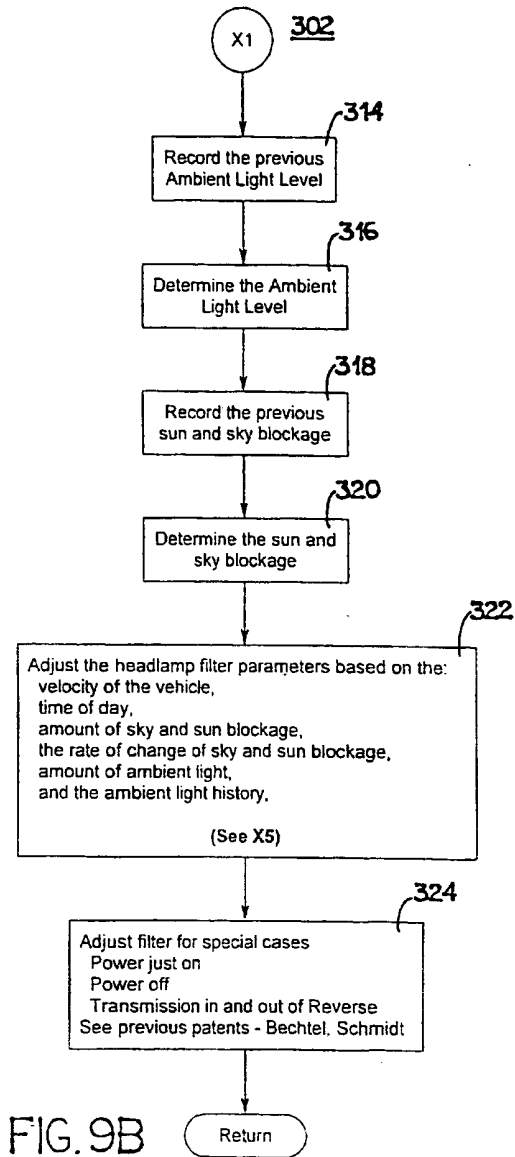 X1
302
314
Record the previous
Ambient Light Level
316
Determine the Ambient
Light Level
318
Record the previous
sun and sky blockage
320
Determine the sun and
sky blockage
322
Adjust the headlamp filter parameters based on the:
velocity of the vehicle,
time of day,
amount of sky and sun blockage,
the rate of change of sky and sun blockage,
amount of ambient light,
and the ambient light history,
(See X5)
324
Adjust filter for special cases
Power just on
Power off
Transmission in and out of Reverse
See previous patents - Bechtel, Schmidt
Return
FIG. 9B